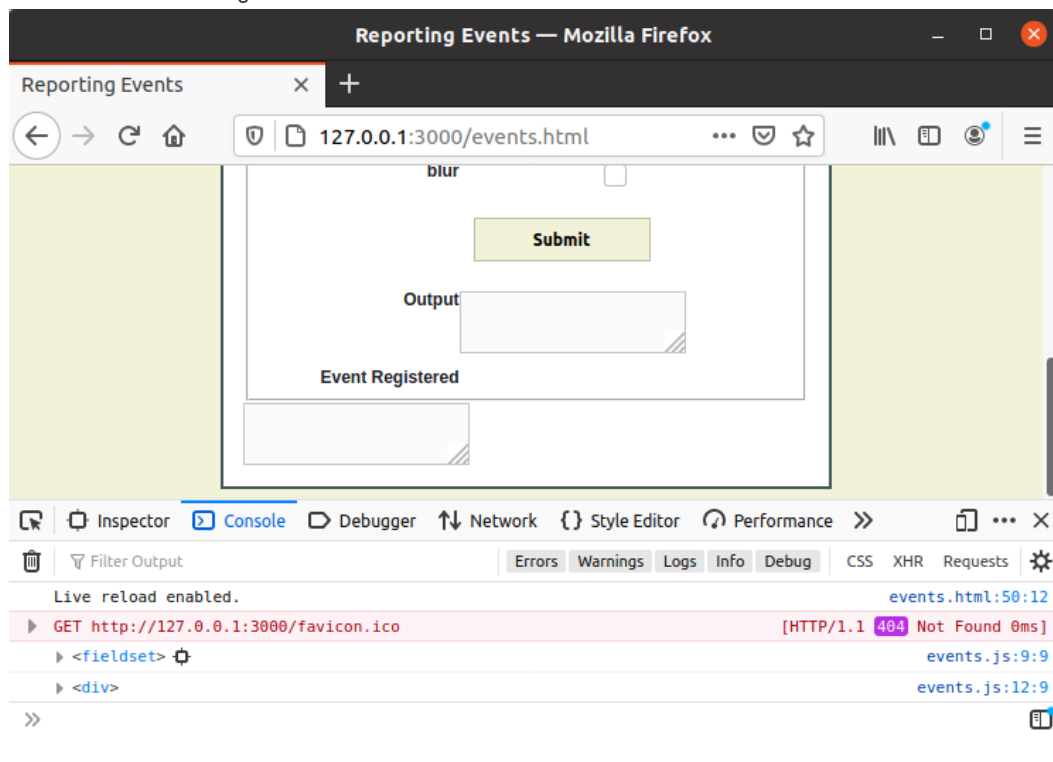 Reporting Events — Mozilla Firefox
Reporting Events
127.0.0.1:3000/events.html
blur
Submit
Output
Event Registered
Inspector Console Debugger Network {} Style Editor Performance
Filter Output Errors Warnings Logs Info Debug CSS XHR Requests
Live reload enabled. events.html:50:12
GET http://127.0.0.1:3000/favicon.ico [HTTP/1.1 404 Not Found 0ms]
<fieldset> events.js:9:9
<div> events.js:12:9